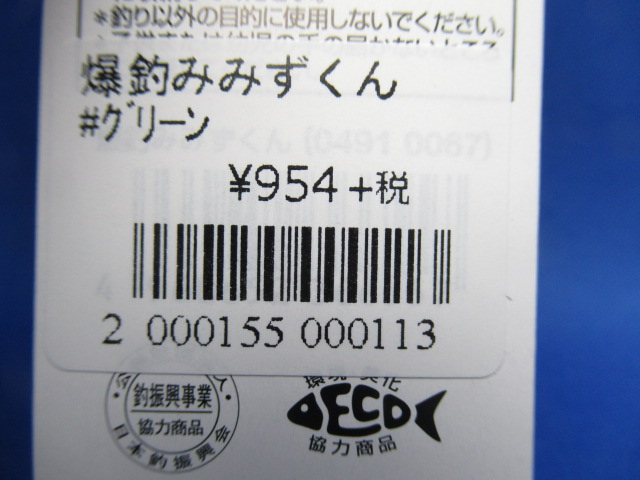 *釣り以外の目的に使用しないでください。
爆釣みみずくん
#グリーン
みみずくん (0491 0067)
¥954+税
2 000155 000113
釣振興事業
協力商品
日本釣振興会
ECO
協力商品